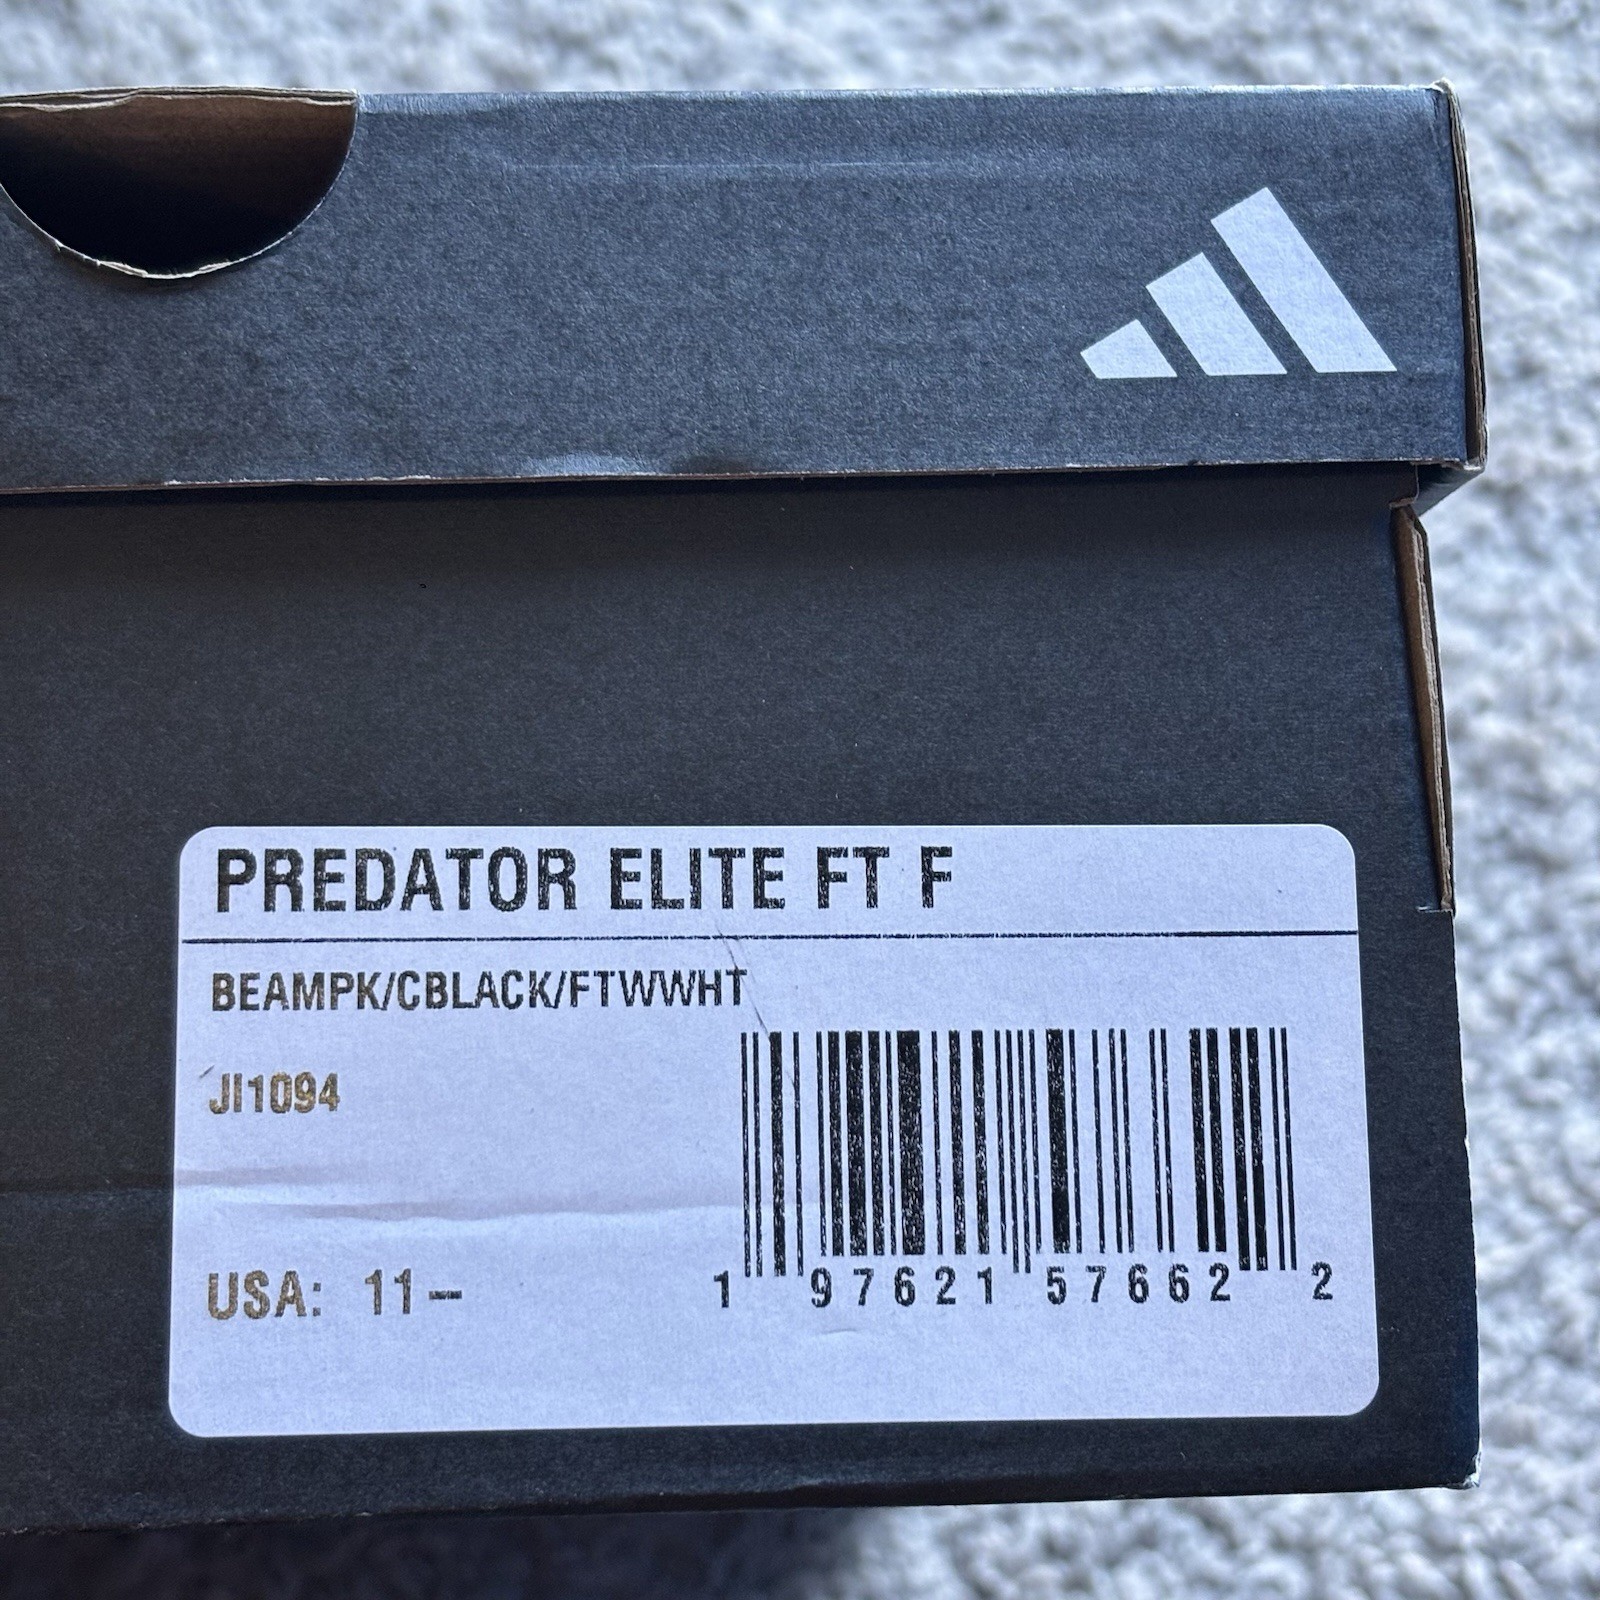 PREDATOR ELITE FT F
BEAMPK/CBLACK/FTWWHT
JI1094
USA: 11-
1 97621 57662 2